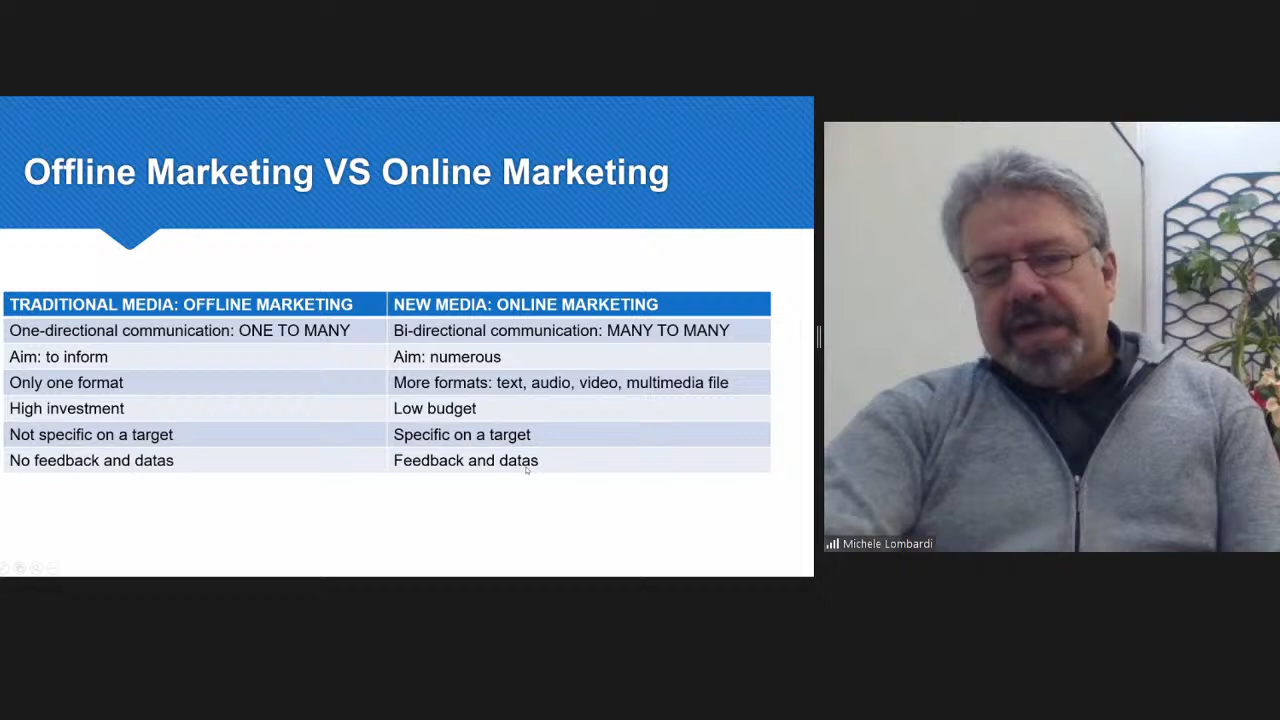 Offline Marketing VS Online Marketing
TRADITIONAL MEDIA: OFFLINE MARKETING NEW MEDIA: ONLINE MARKETING
One-directional communication: ONE TO MANY Bi-directional communication: MANY TO MANY
Aim: to inform Aim: numerous
Only one format More formats: text, audio, video, multimedia file
High investment Low budget
Not specific on a target Specific on a target
No feedback and datas Feedback and datas
Michele Lombardi